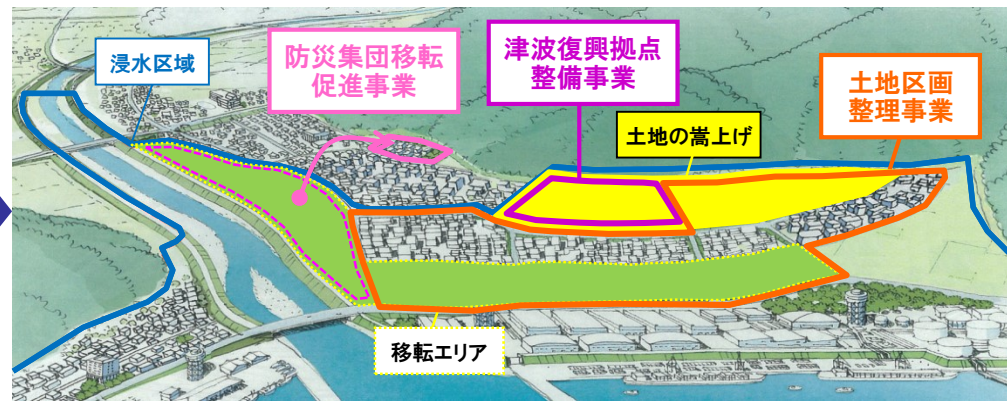 浸水区域
防災集団移転
促進事業
津波復興拠点
整備事業
土地区画
整理事業
土地の嵩上げ
移転エリア